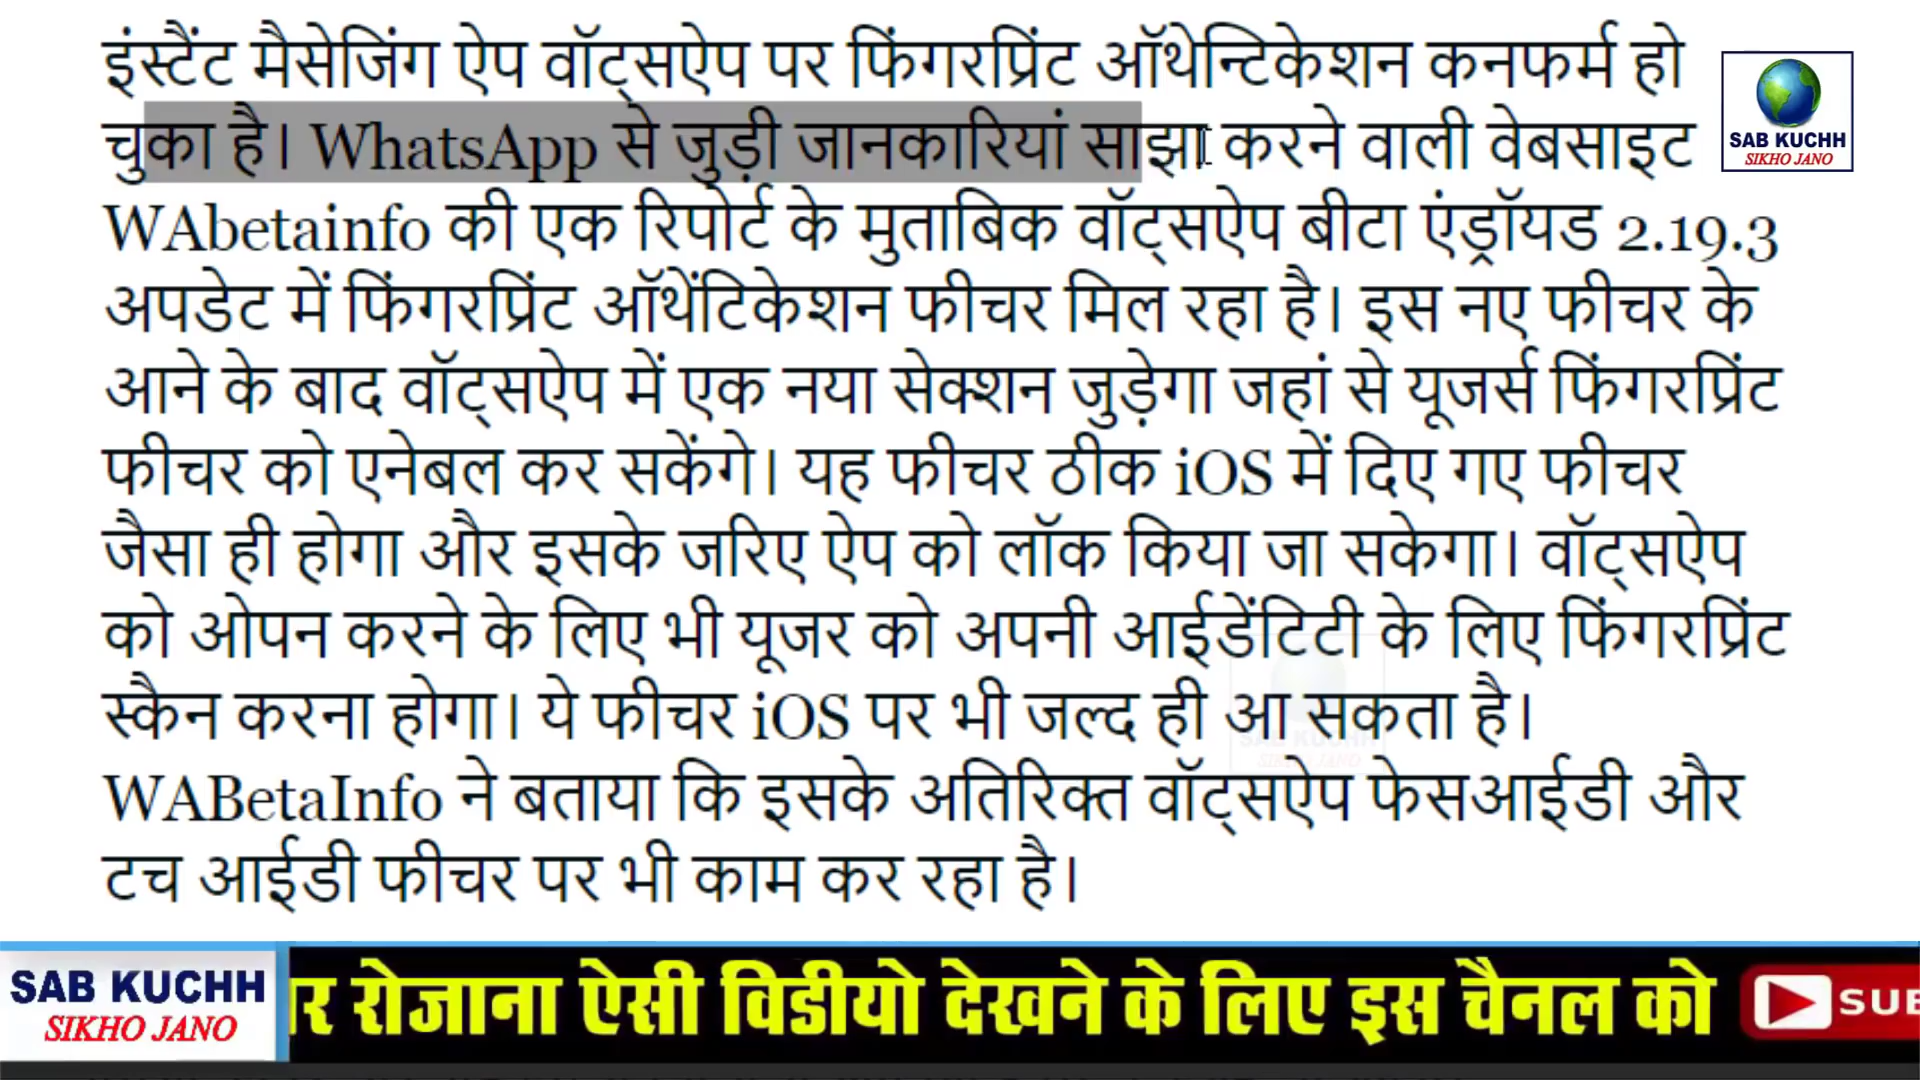 इंस्टैंट मैसेजिंग ऐप वॉट्सऐप पर फिंगरप्रिंट ऑथेन्टिकेशन कनफर्म हो
चुका है। WhatsApp से जुड़ी जानकारियां साझा करने वाली वेबसाइट
WAbetainfo की एक रिपोर्ट के मुताबिक वॉट्सऐप बीटा एंड्रॉयड 2.19.3
अपडेट में फिंगरप्रिंट ऑथेंटिकेशन फीचर मिल रहा है। इस नए फीचर के
आने के बाद वॉट्सऐप में एक नया सेक्शन जुड़ेगा जहां से यूजर्स फिंगरप्रिंट
फीचर को एनेबल कर सकेंगे। यह फीचर ठीक iOS में दिए गए फीचर
जैसा ही होगा और इसके जरिए ऐप को लॉक किया जा सकेगा। वॉट्सऐप
को ओपन करने के लिए भी यूजर को अपनी आईडेंटिटी के लिए फिंगरप्रिंट
स्कैन करना होगा। ये फीचर iOS पर भी जल्द ही आ सकता है।
WABetaInfo ने बताया कि इसके अतिरिक्त वॉट्सऐप फेसआईडी और
टच आईडी फीचर पर भी काम कर रहा है।
SAB KUCHH
SIKHO JANO
SAB KUCHH
SIKHO JANO
SAB KUCHH
SIKHO JANO
र रोजाना ऐसी विडीयो देखने के लिए इस चैनल को
SUB